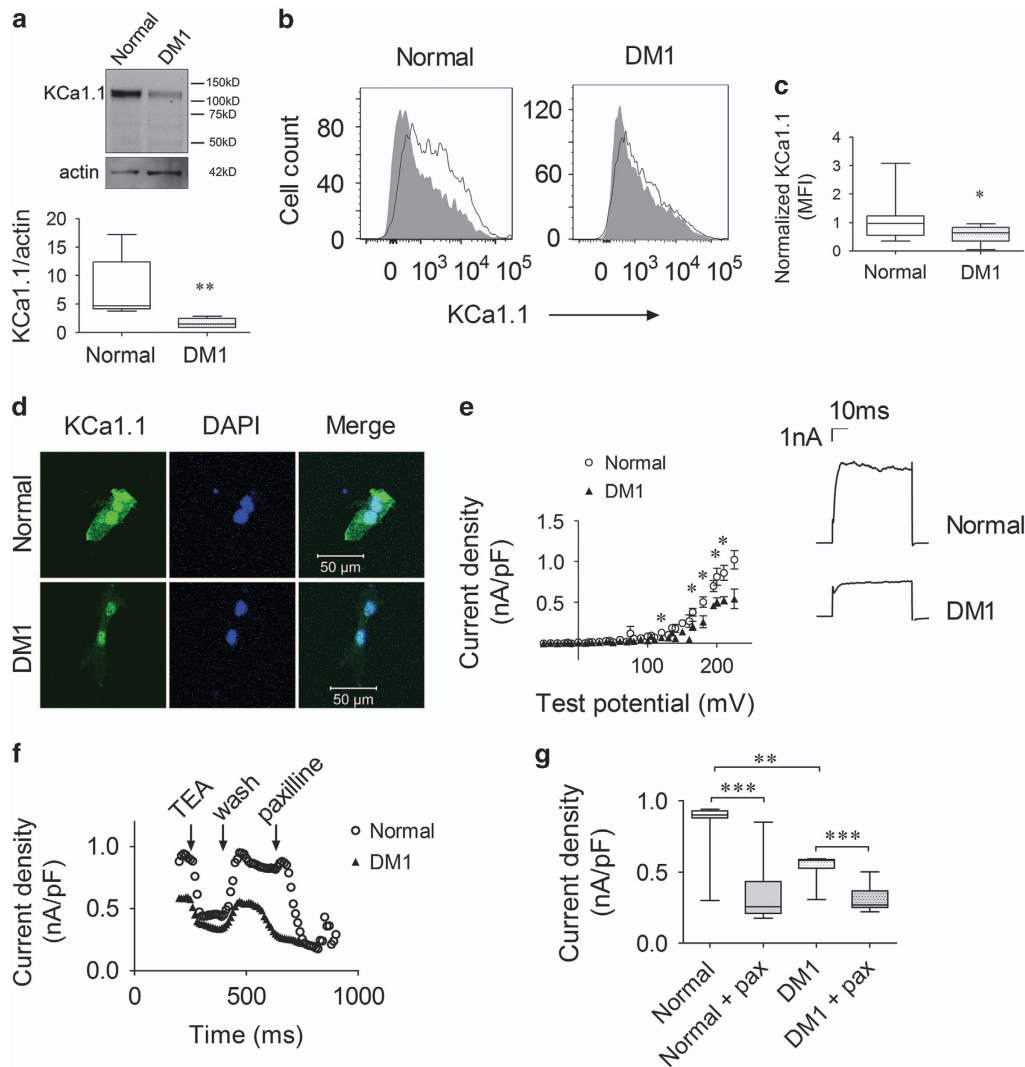 a
Normal
DM1
KCa1.1
150kD
100kD
75kD
50kD
actin
42kD
KCa1.1/actin
20
15
10
5
0
**
Normal
DM1
b
Normal
DM1
Cell count
80
40
0
120
60
30
0
0
10³
10⁴
10⁵
0
10³
10⁴
10⁵
KCa1.1
c
Normalized KCa1.1
(MFI)
4
3
2
1
0
*
Normal
DM1
d
KCa1.1
DAPI
Merge
Normal
50 µm
DM1
50 µm
e
Normal
DM1
Current density
(nA/pF)
1.5
1.0
0.5
* * * * * *
100
200
Test potential (mV)
10ms
1nA
Normal
DM1
f
TEA
wash
paxilline
Normal
DM1
Current density
(nA/pF)
1.0
0.5
0.0
0
500
1000
Time (ms)
g
**
***
***
Current density
(nA/pF)
1.0
0.5
0.0
Normal
Normal + pax
DM1
DM1 + pax